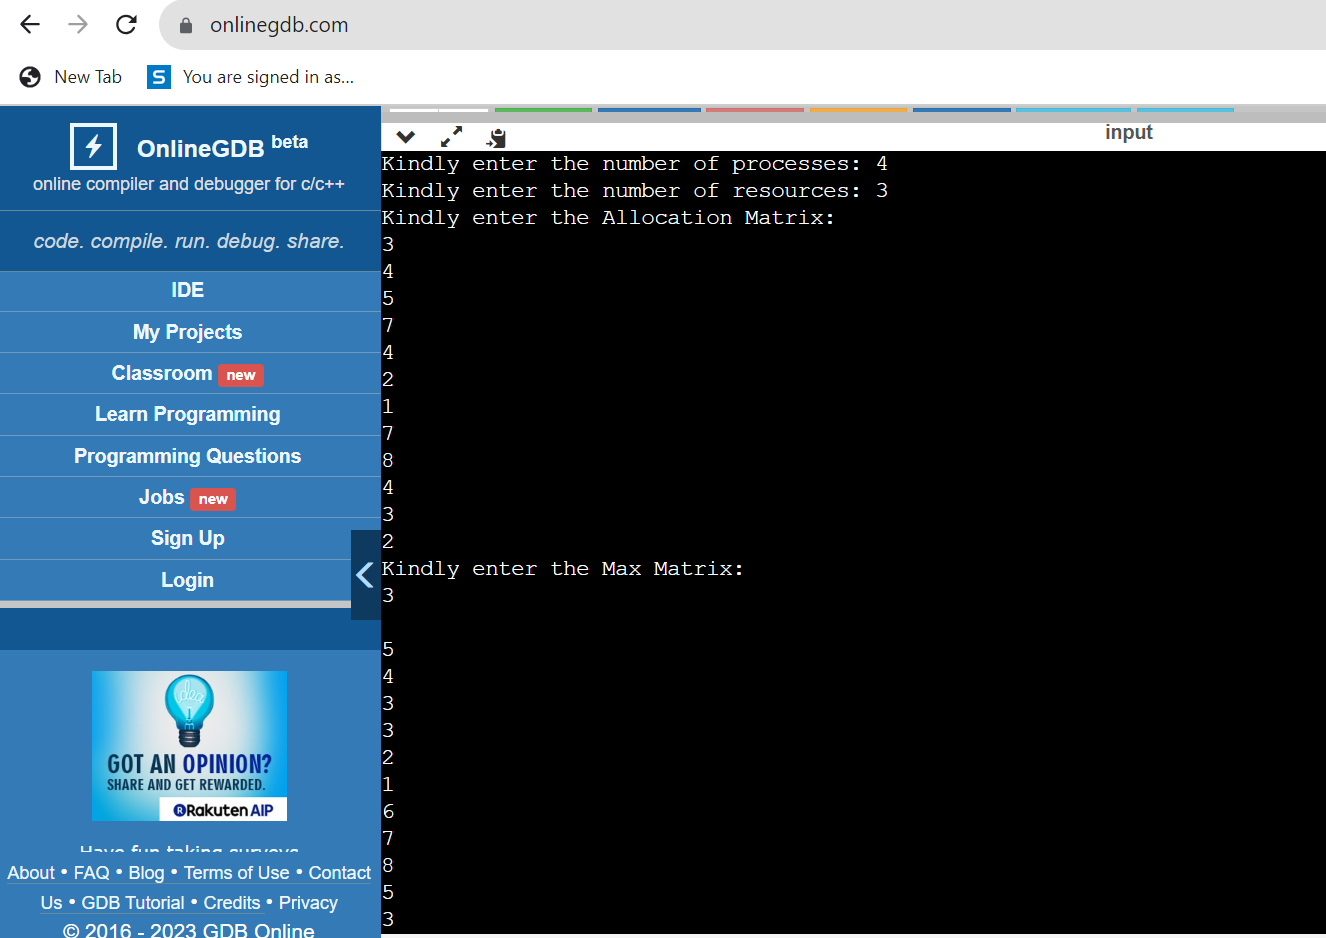 onlinegdb.com
New Tab
S You are signed in as...
OnlineGDB beta
online compiler and debugger for c/c++
code. compile. run. debug. share.
IDE
My Projects
Classroom new
Learn Programming
Programming Questions
Jobs new
Sign Up
Login
idea
GOT AN OPINION?
SHARE AND GET REWARDED.
Rakuten AIP
Have fun taking surveys
About • FAQ • Blog • Terms of Use • Contact
Us • GDB Tutorial • Credits • Privacy
© 2016 - 2023 GDB Online
input
Kindly enter the number of processes: 4
Kindly enter the number of resources: 3
Kindly enter the Allocation Matrix:
3
4
5
7
4
2
1
7
8
4
3
2
Kindly enter the Max Matrix:
3
5
4
3
3
2
1
6
7
8
5
3